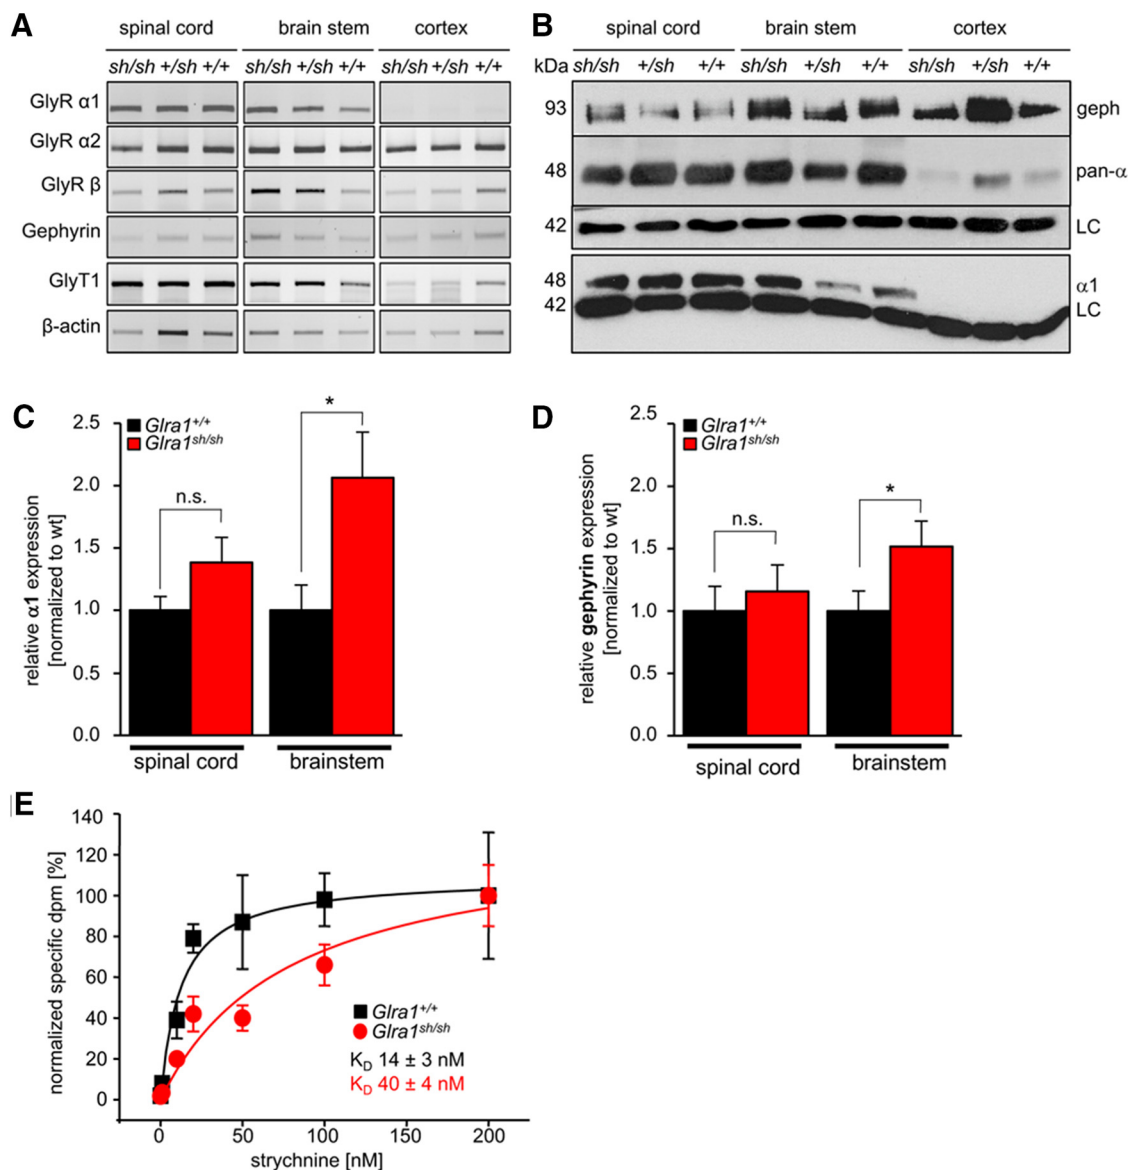 A
spinal cord brain stem cortex
sh/sh +/sh +/+ sh/sh +/sh +/+ sh/sh +/sh +/+
GlyR α1
GlyR α2
GlyR β
Gephyrin
GlyT1
β-actin
B
spinal cord brain stem cortex
kDa sh/sh +/sh +/+ sh/sh +/sh +/+ sh/sh +/sh +/+
93 geph
48 pan-α
42 LC
48 α1
42 LC
C
relative α1 expression
[normalized to wt]
2.5
2.0
1.5
1.0
0.5
0.0
Glra1+/+
Glra1sh/sh
n.s.
*
spinal cord brainstem
D
relative gephyrin expression
[normalized to wt]
2.5
2.0
1.5
1.0
0.5
0.0
Glra1+/+
Glra1sh/sh
n.s.
*
spinal cord brainstem
E
normalized specific dpm [%]
140
120
100
80
60
40
20
0
Glra1+/+
Glra1sh/sh
KD 14 ± 3 nM
KD 40 ± 4 nM
0 50 100 150 200
strychnine [nM]